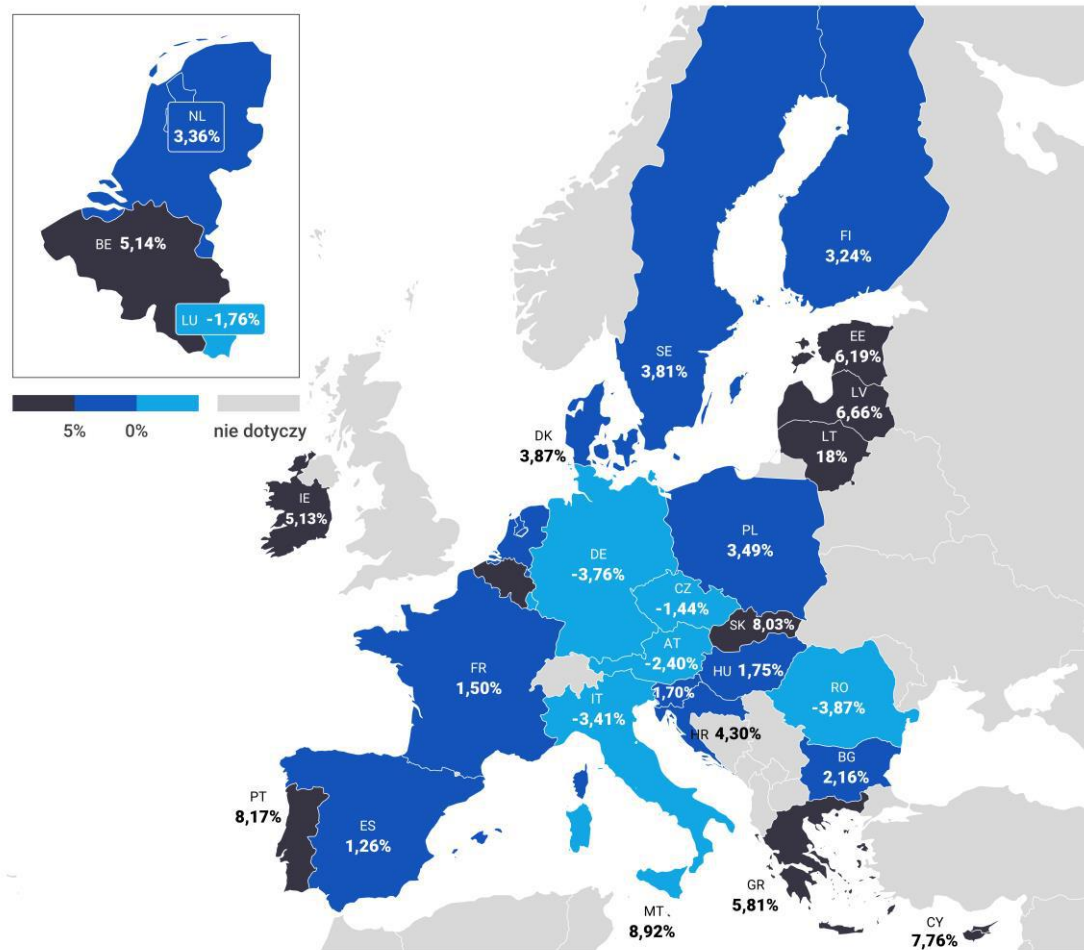 NL
3,36%
BE 5,14%
LU -1,76%
5% 0% nie dotyczy
FI
3,24%
SE
3,81%
EE
6,19%
LV
6,66%
LT
18%
DK
3,87%
IE
5,13%
PL
3,49%
DE
-3,76%
CZ
-1,44%
SK 8,03%
AT
-2,40%
HU 1,75%
FR
1,50%
1,70%
IT
-3,41%
RO
-3,87%
HR 4,30%
BG
2,16%
PT
8,17%
ES
1,26%
GR
5,81%
MT
8,92%
CY
7,76%